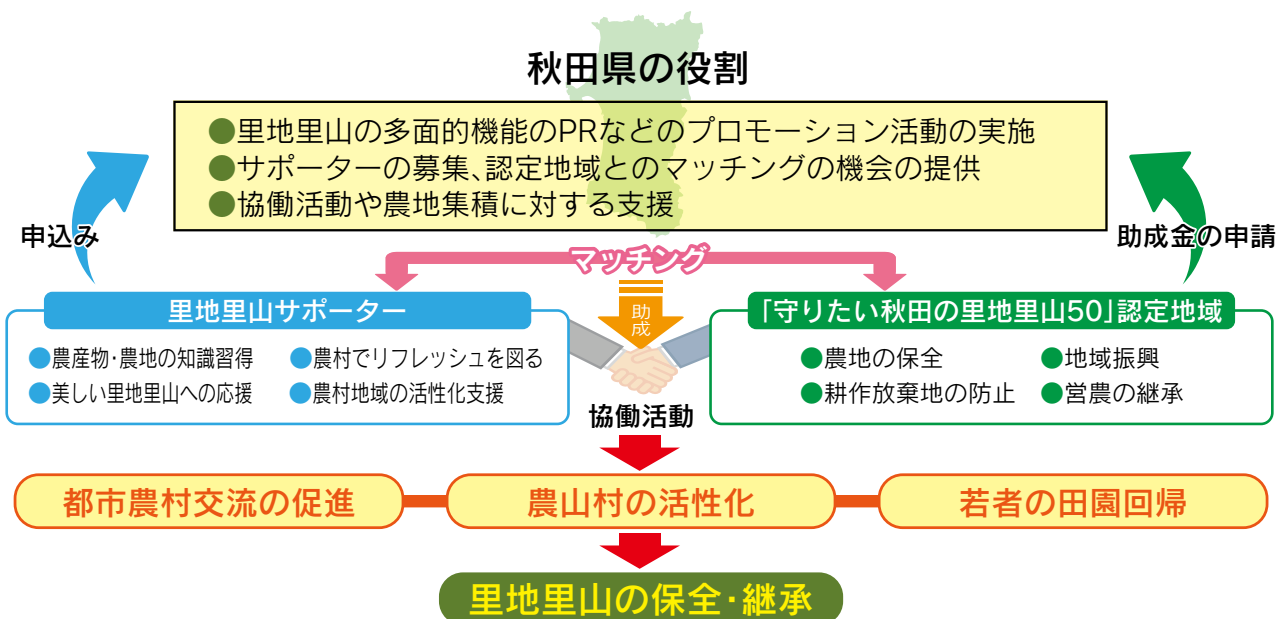 秋田県の役割
●里地里山の多面的機能のPRなどのプロモーション活動の実施
●サポーターの募集、認定地域とのマッチングの機会の提供
●協働活動や農地集積に対する支援
申込み
助成金の申請
マッチング
助成
里地里山サポーター
●農産物・農地の知識習得
●農村でリフレッシュを図る
●美しい里地里山への応援
●農村地域の活性化支援
「守りたい秋田の里地里山50」認定地域
●農地の保全
●地域振興
●耕作放棄地の防止
●営農の継承
協働活動
都市農村交流の促進
農山村の活性化
若者の田園回帰
里地里山の保全・継承